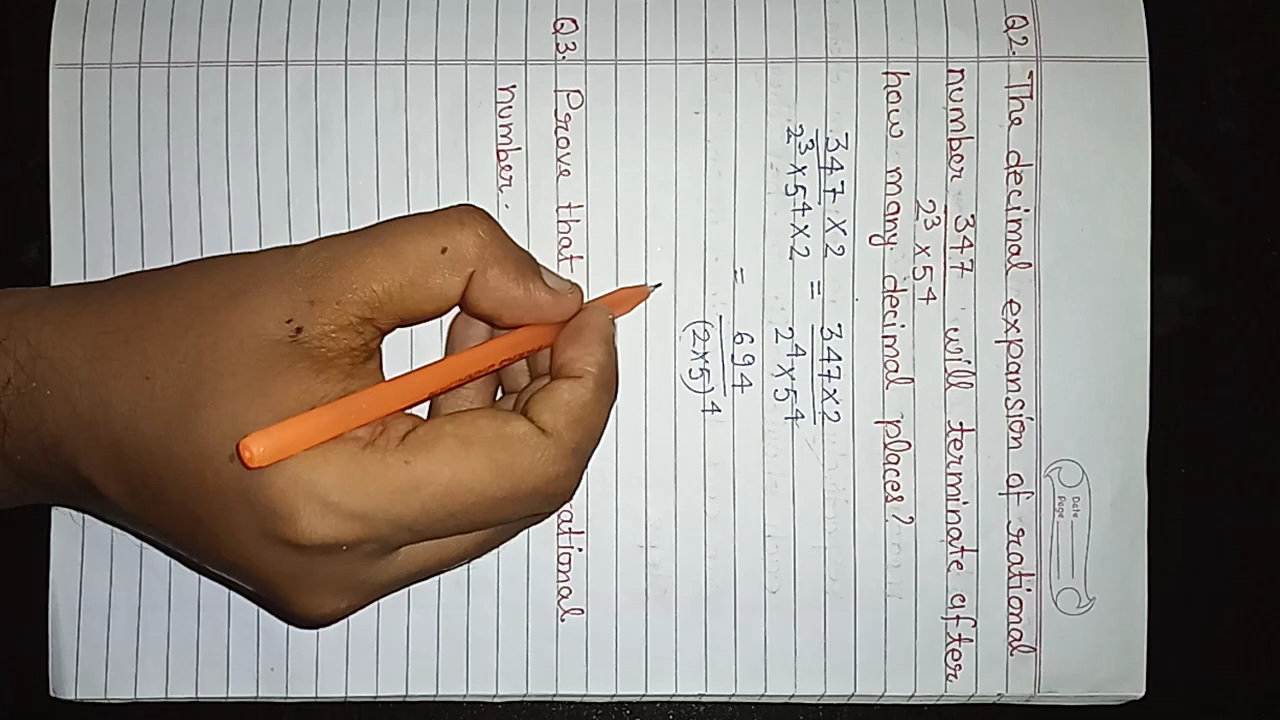 Date
Page
Q2. The decimal expansion of rational
number 347/2³×5⁴ will terminate after
how many decimal places?
347×2/2³×5⁴×2 = 347×2/2⁴×5⁴
= 694/(2×5)⁴
Q3. Prove that
number.